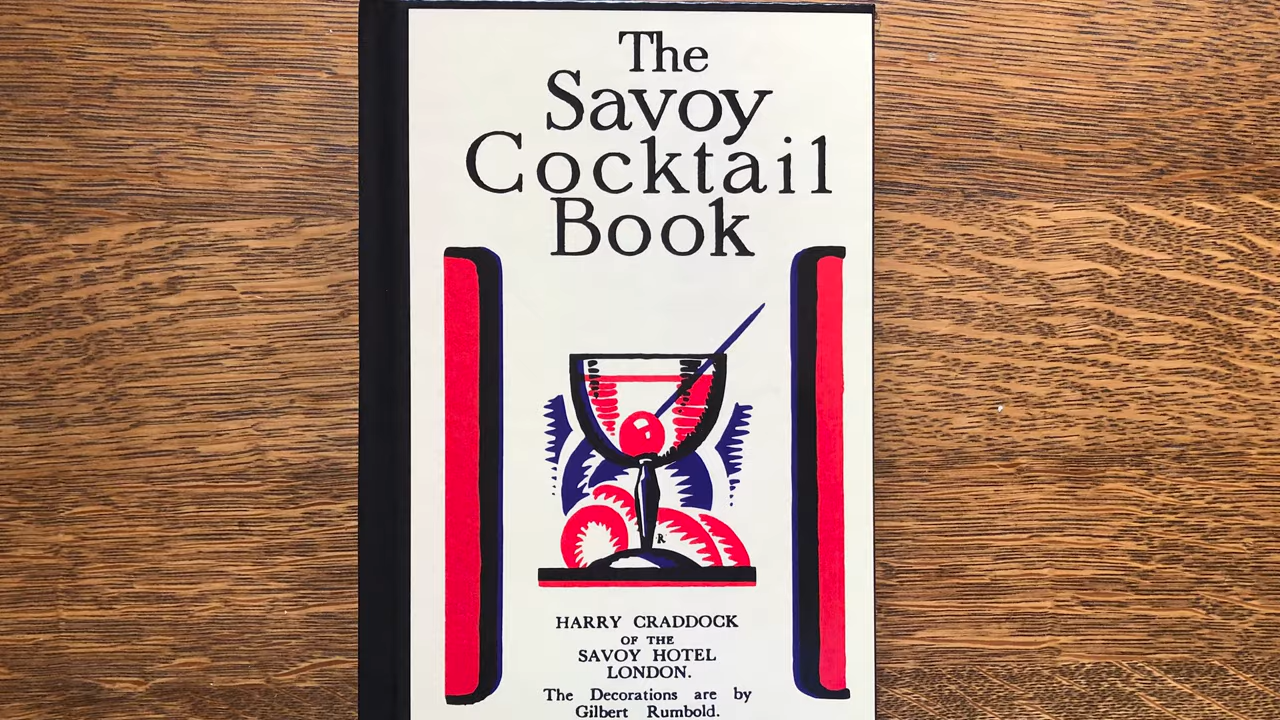 The
Savoy
Cocktail
Book
R
HARRY CRADDOCK
OF THE
SAVOY HOTEL
LONDON.
The Decorations are by
Gilbert Rumbold.